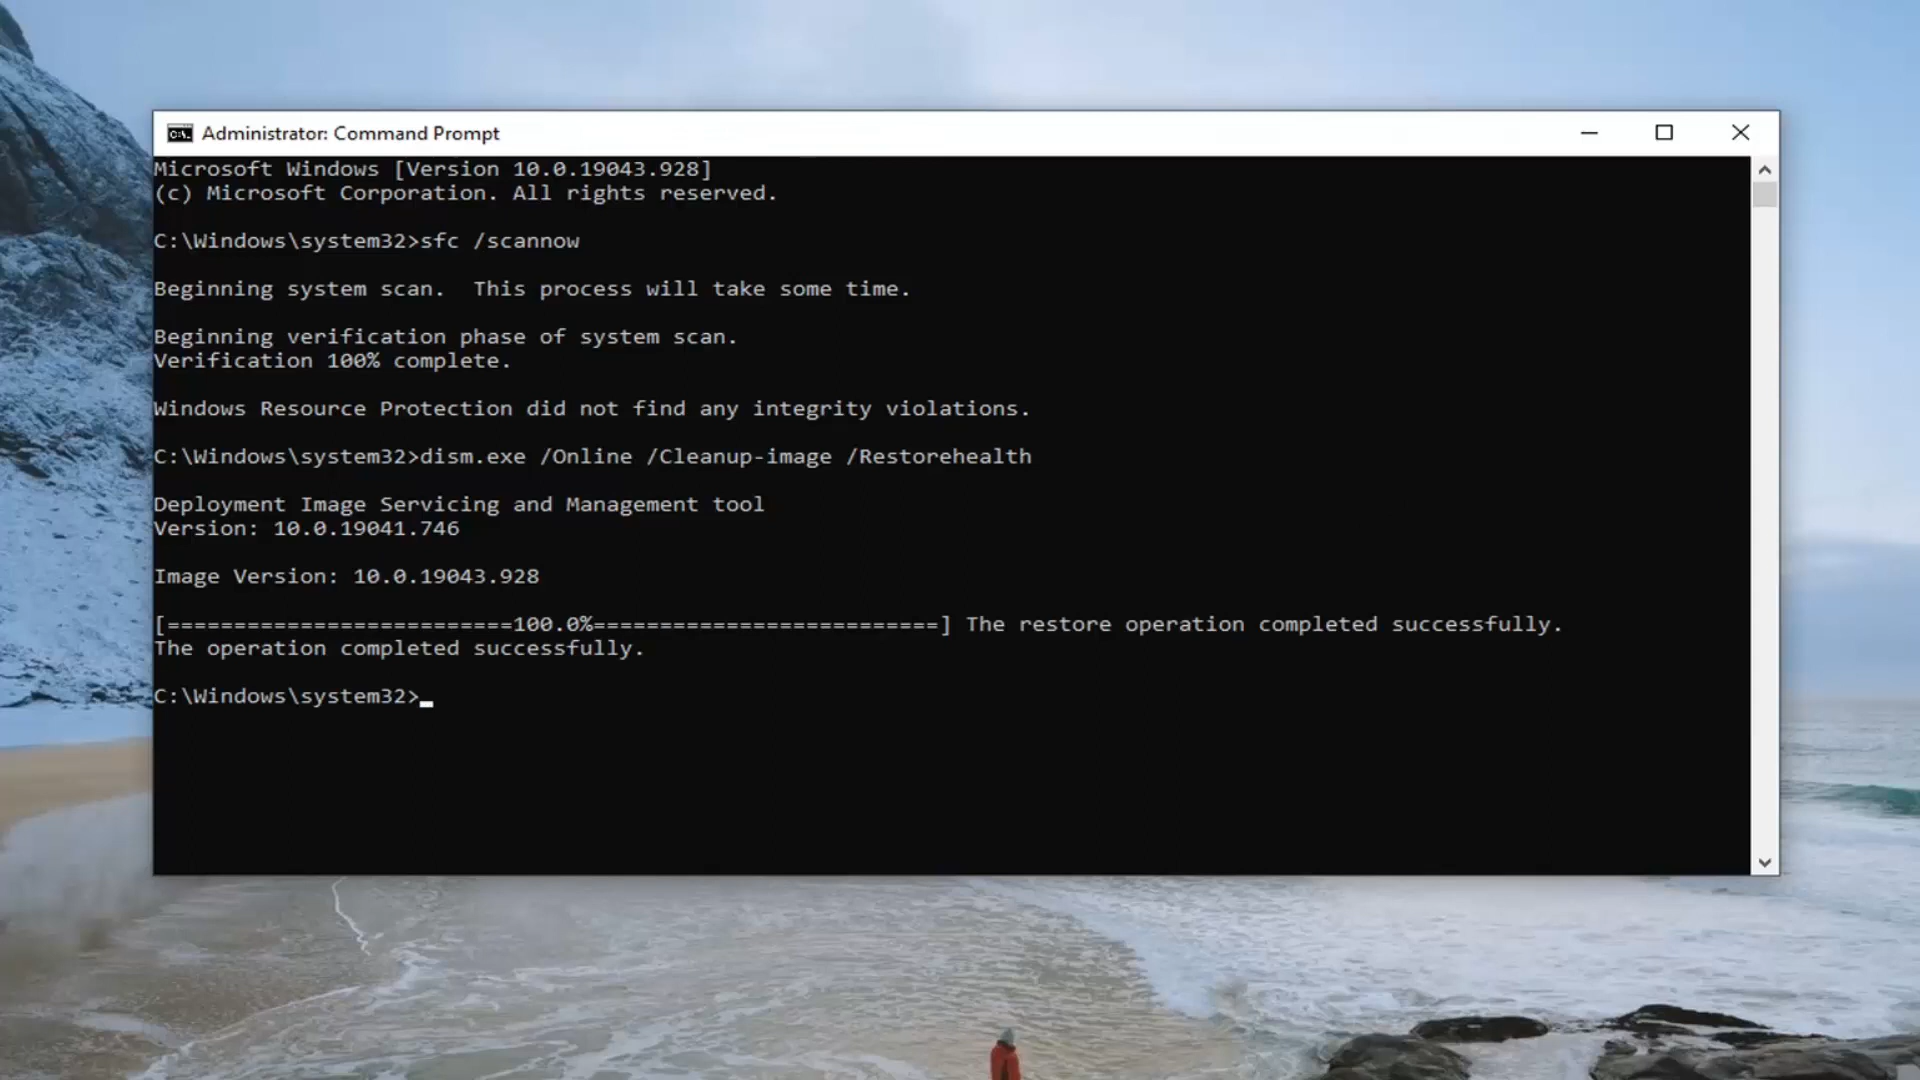 Administrator: Command Prompt
Microsoft Windows [Version 10.0.19043.928]
(c) Microsoft Corporation. All rights reserved.
C:\Windows\system32>sfc /scannow
Beginning system scan.  This process will take some time.
Beginning verification phase of system scan.
Verification 100% complete.
Windows Resource Protection did not find any integrity violations.
C:\Windows\system32>dism.exe /Online /Cleanup-image /Restorehealth
Deployment Image Servicing and Management tool
Version: 10.0.19041.746
Image Version: 10.0.19043.928
[==========================100.0%==========================] The restore operation completed successfully.
The operation completed successfully.
C:\Windows\system32>